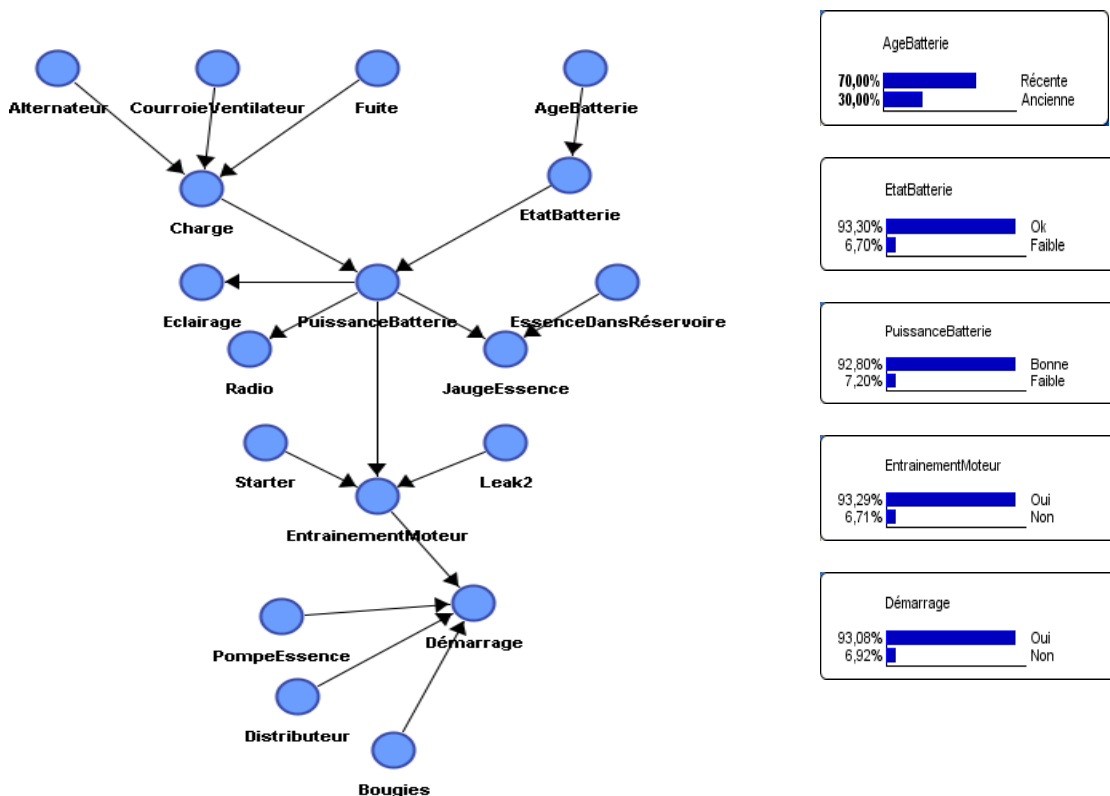 Alternateur
CourroieVentilateur
Fuite
AgeBatterie
Charge
EtatBatterie
Eclairage
PuissanceBatterie
EssenceDansRéservoire
Radio
JaugeEssence
Starter
Leak2
EntrainementMoteur
PompeEssence
Démarrage
Distributeur
Bougies
AgeBatterie
70,00% Récente
30,00% Ancienne
EtatBatterie
93,30% Ok
6,70% Faible
PuissanceBatterie
92,80% Bonne
7,20% Faible
EntrainementMoteur
93,29% Oui
6,71% Non
Démarrage
93,08% Oui
6,92% Non